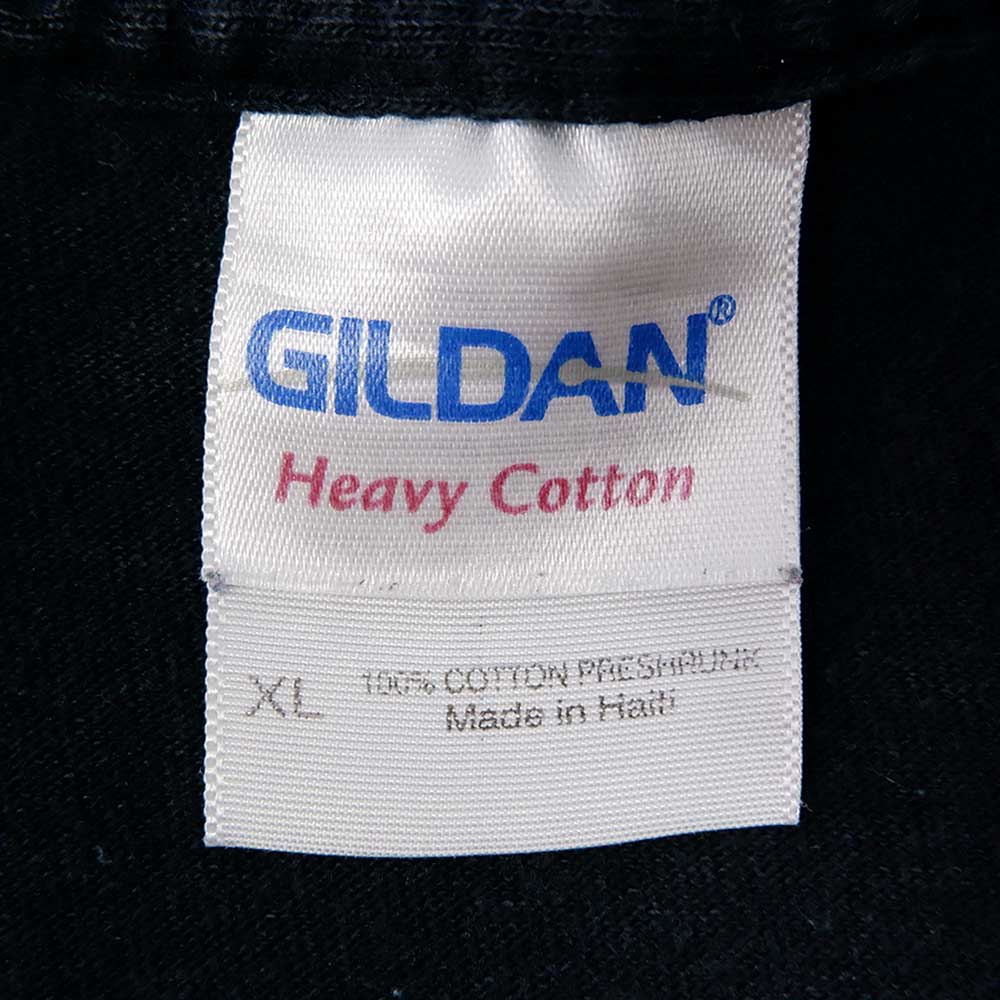 GILDAN®
Heavy Cotton
XL 100% COTTON PRESHRUNK
Made in Haiti